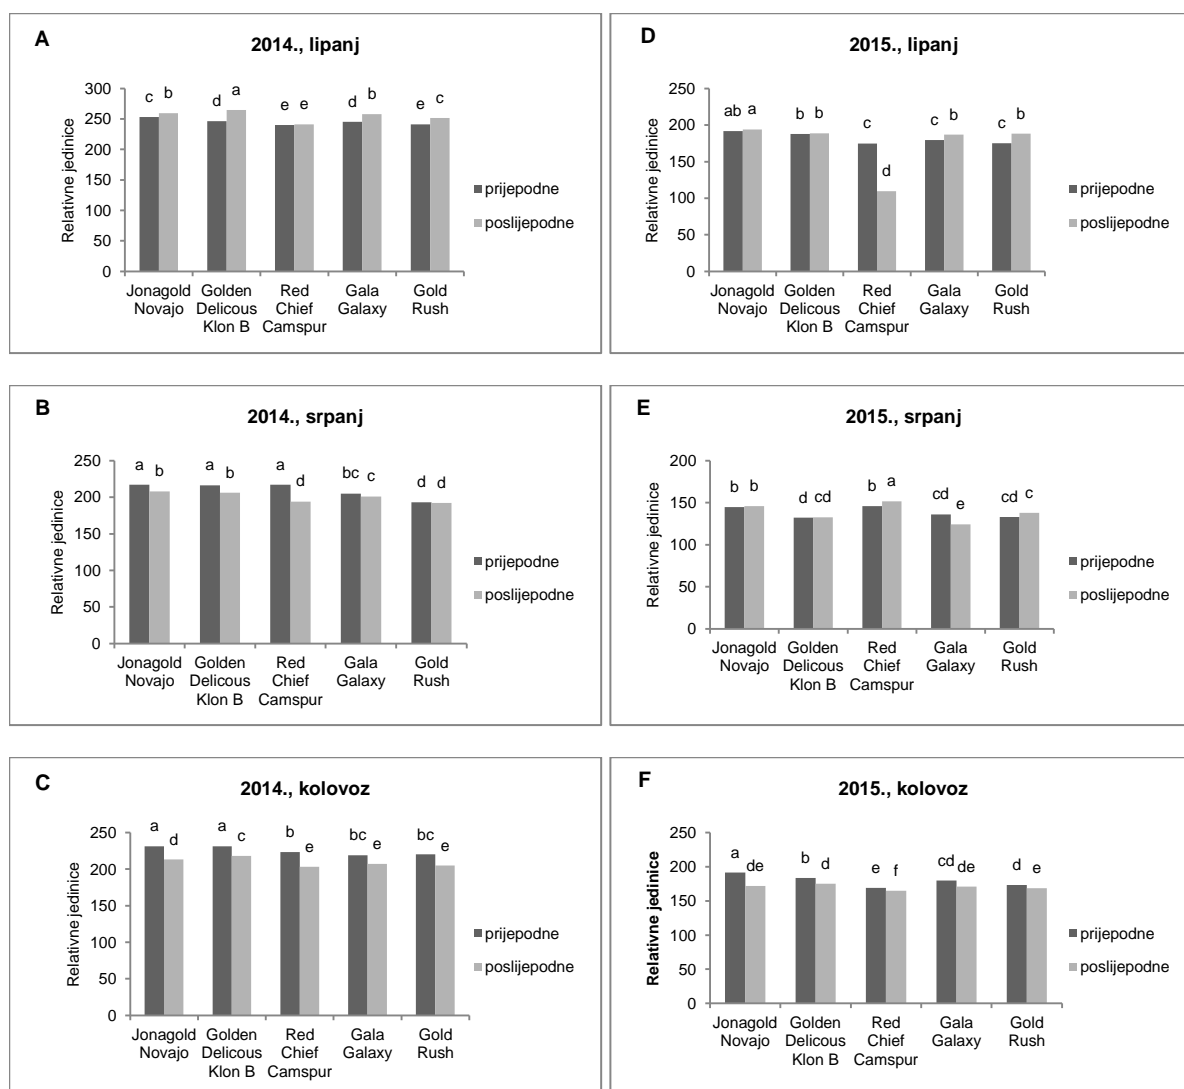 A
2014., lipanj
Relativne jedinice
300
250
200
150
100
50
0
c b d a e e d b e c
Jonagold Novajo
Golden Delicous Klon B
Red Chief Camspur
Gala Galaxy
Gold Rush
prijepodne
poslijepodne
D
2015., lipanj
Relativne jedinice
250
200
150
100
50
0
ab a b b c d c b c b
Jonagold Novajo
Golden Delicous Klon B
Red Chief Camspur
Gala Galaxy
Gold Rush
prijepodne
poslijepodne
B
2014., srpanj
Relativne jedinice
250
200
150
100
50
0
a b a b a d bc c d d
Jonagold Novajo
Golden Delicous Klon B
Red Chief Camspur
Gala Galaxy
Gold Rush
prijepodne
poslijepodne
E
2015., srpanj
Relativne jedinice
200
150
100
50
0
b b d cd b a cd e cd c
Jonagold Novajo
Golden Delicous Klon B
Red Chief Camspur
Gala Galaxy
Gold Rush
prijepodne
poslijepodne
C
2014., kolovoz
Relativne jedinice
250
200
150
100
50
0
a d a c b e bc e bc e
Jonagold Novajo
Golden Delicous Klon B
Red Chief Camspur
Gala Galaxy
Gold Rush
prijepodne
poslijepodne
F
2015., kolovoz
Relativne jedinice
250
200
150
100
50
0
a de b d e f cd de d e
Jonagold Novajo
Golden Delicous Klon B
Red Chief Camspur
Gala Galaxy
Gold Rush
prijepodne
poslijepodne